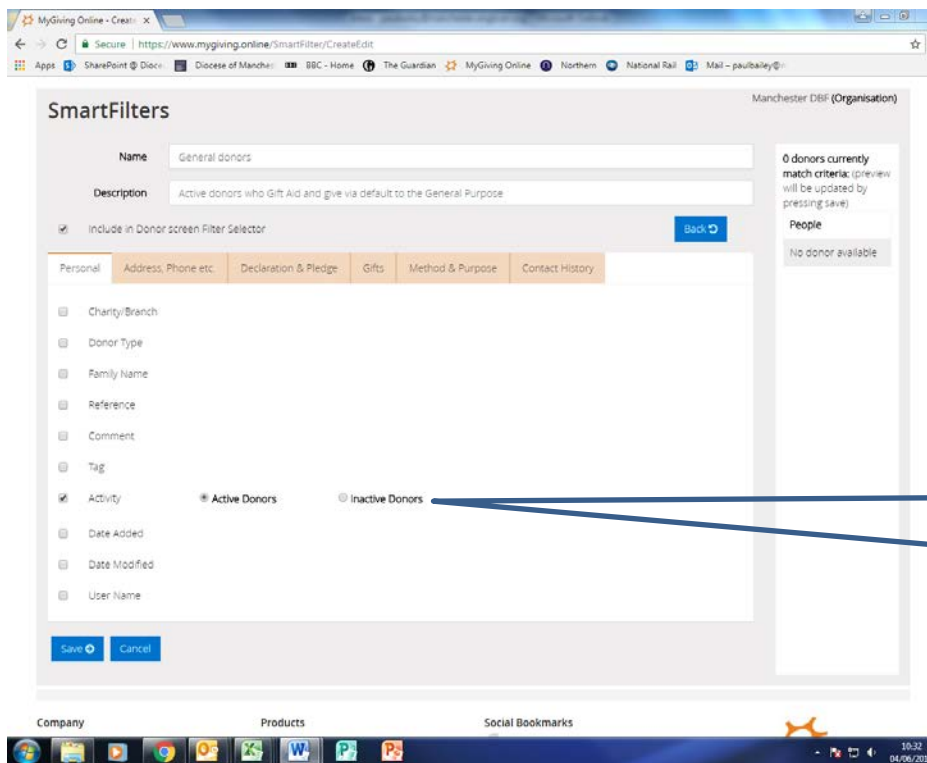 MyGiving Online - Create
Secure | https://www.mygiving.online/SmartFilter/CreateEdit
Apps SharePoint @ Dioce Diocese of Manches BBC - Home The Guardian MyGiving Online Northern National Rail Mail – paulbailey@
SmartFilters
Manchester DBF (Organisation)
Name General donors
Description Active donors who Gift Aid and give via default to the General Purpose
Include in Donor screen Filter Selector
Back
0 donors currently
match criteria: (preview
will be updated by
pressing save)
People
No donor available
Personal Address, Phone etc. Declaration & Pledge Gifts Method & Purpose Contact History
Charity/Branch
Donor Type
Family Name
Reference
Comment
Tag
Activity Active Donors Inactive Donors
Date Added
Date Modified
User Name
Save Cancel
Company Products Social Bookmarks
10:32
04/06/201